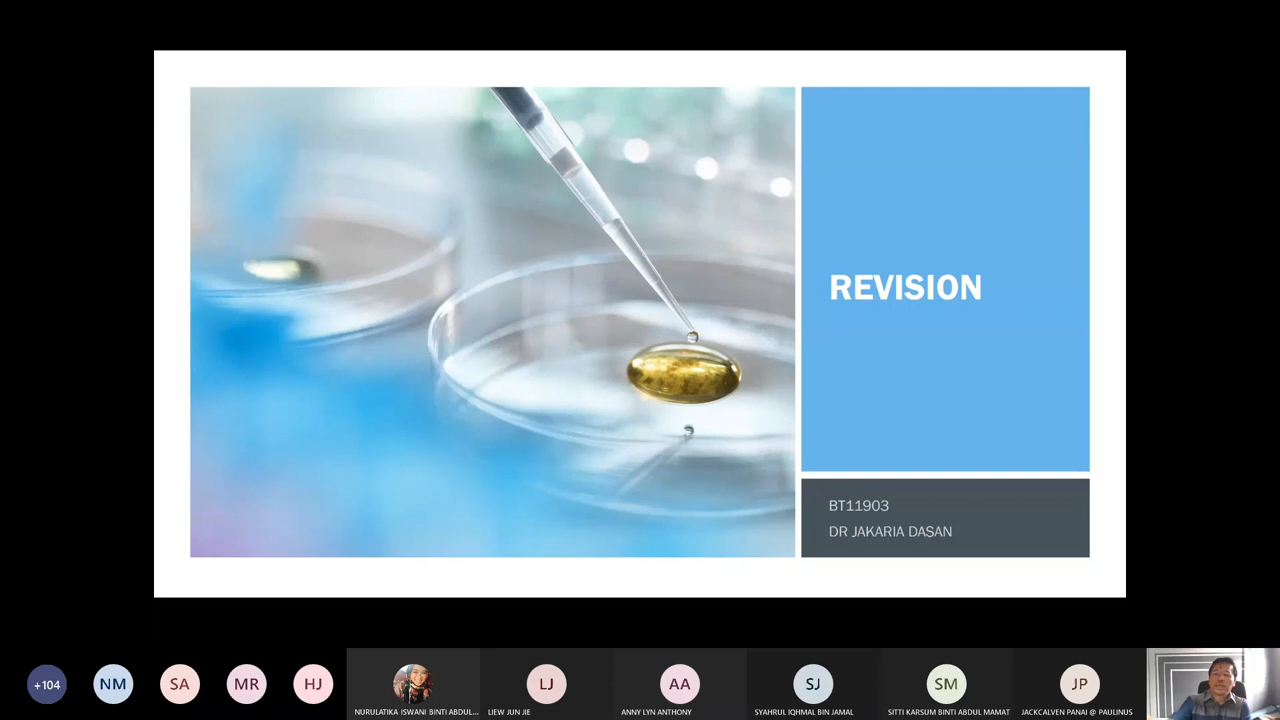 REVISION
BT11903
DR JAKARIA DASAN
+104
NM
SA
MR
HJ
LJ
AA
SJ
SM
JP
NURULATIKA ISWANI BINTI ABDUL...
LIEW JUN JIE
ANNY LYN ANTHONY
SYAHRUL IQHMAL BIN JAMAL
SITTI KARSUM BINTI ABDUL MAMAT
JACKCALVEN PANAI @ PAULINUS